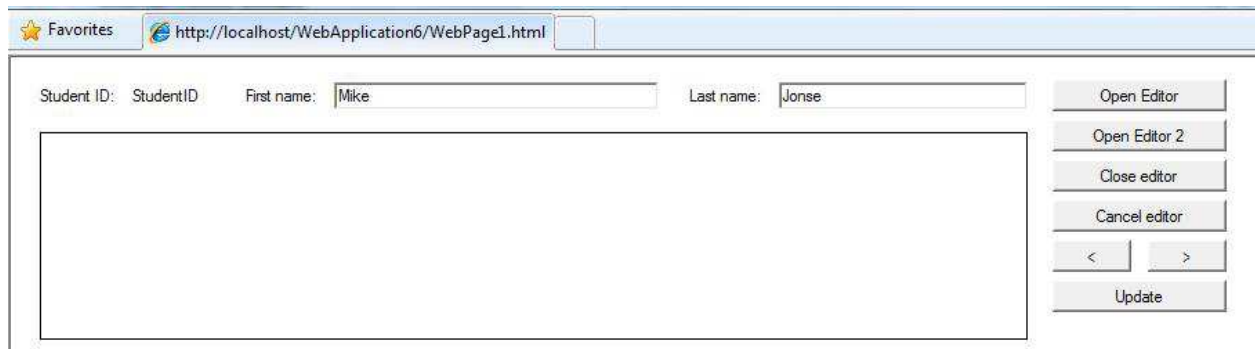 Favorites
http://localhost/WebApplication6/WebPage1.html
Student ID: StudentID First name: Mike Last name: Jonse
Open Editor
Open Editor 2
Close editor
Cancel editor
< >
Update